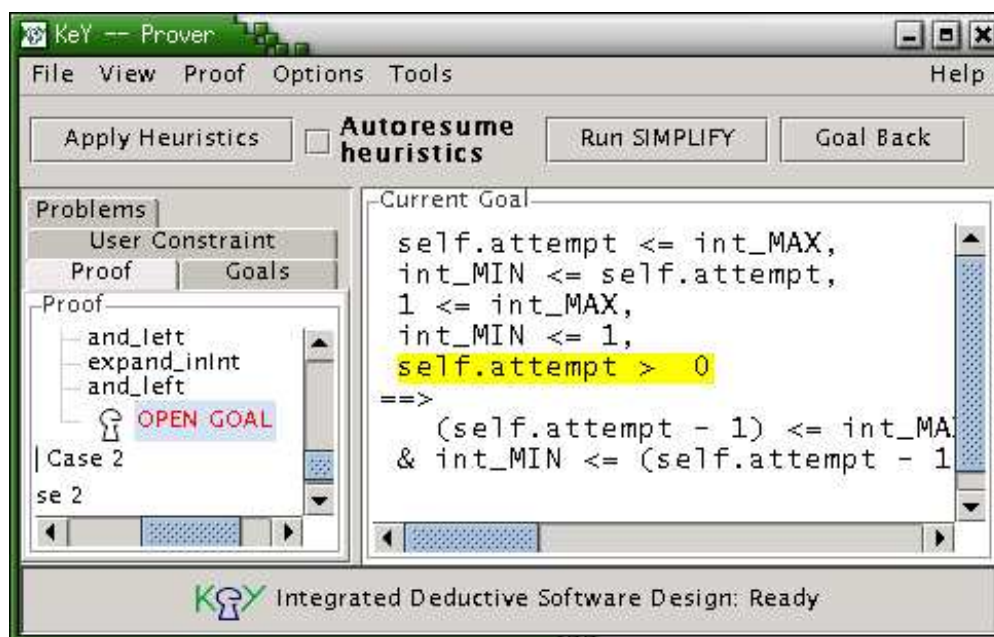 KeY -- Prover
File View Proof Options Tools Help
Apply Heuristics
Autoresume
heuristics
Run SIMPLIFY
Goal Back
Problems
User Constraint
Proof Goals
Proof
and_left
expand_inInt
and_left
OPEN GOAL
Case 2
se 2
Current Goal
self.attempt <= int_MAX,
int_MIN <= self.attempt,
1 <= int_MAX,
int_MIN <= 1,
self.attempt > 0
==>
(self.attempt - 1) <= int_MA
& int_MIN <= (self.attempt - 1
KeY Integrated Deductive Software Design: Ready